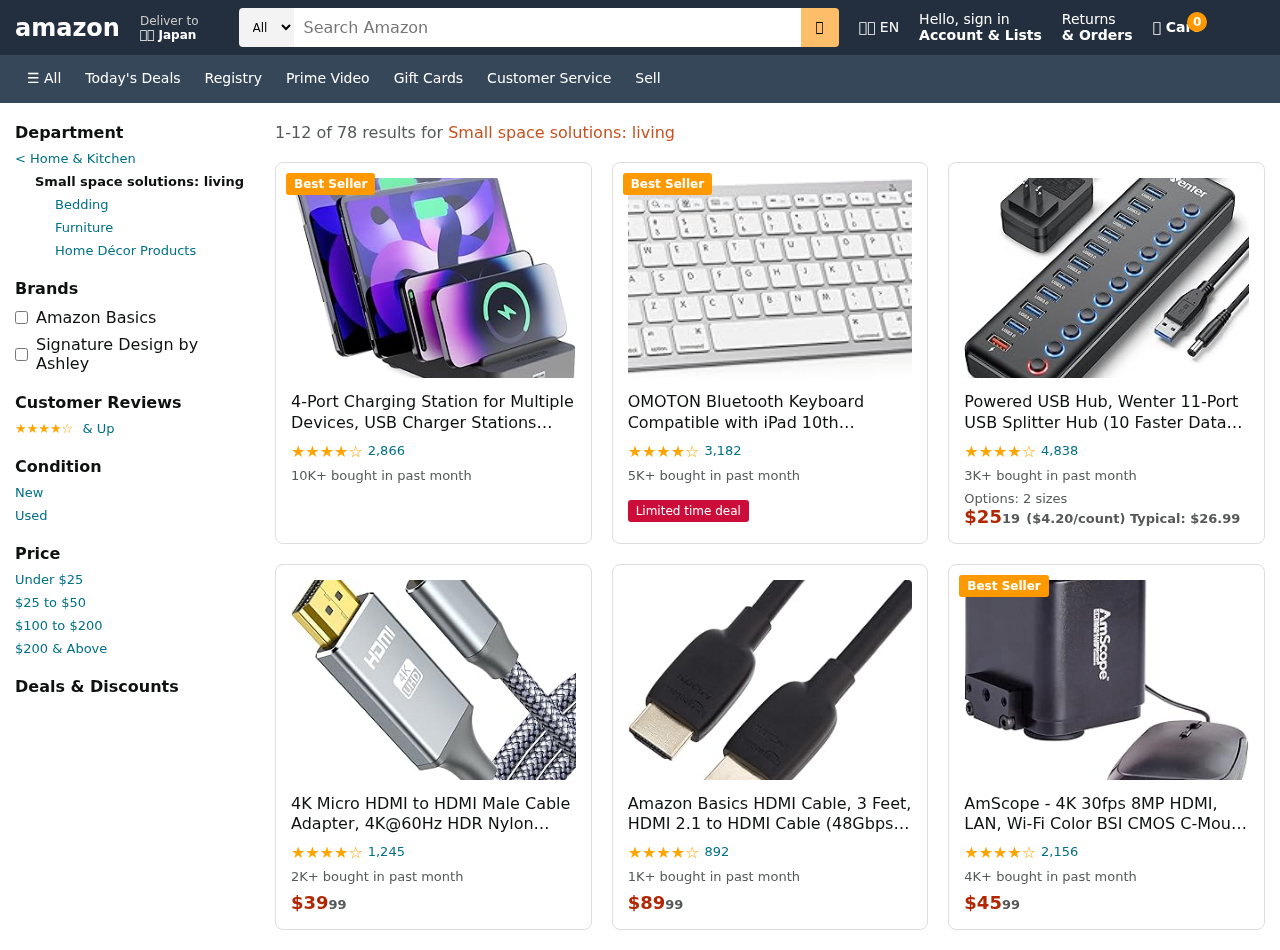 amazon
Deliver to
Japan
All
Search Amazon
EN
Hello, sign in
Account & Lists
Returns
& Orders
0
☰ All
Today's Deals
Registry
Prime Video
Gift Cards
Customer Service
Sell
Department
< Home & Kitchen
Small space solutions: living
Bedding
Furniture
Home Décor Products
Brands
Amazon Basics
Signature Design by
Ashley
Customer Reviews
★★★★☆ & Up
Condition
New
Used
Price
Under $25
$25 to $50
$100 to $200
$200 & Above
Deals & Discounts
1-12 of 78 results for Small space solutions: living
Best Seller
4-Port Charging Station for Multiple
Devices, USB Charger Stations…
★★★★☆ 2,866
10K+ bought in past month
Best Seller
OMOTON Bluetooth Keyboard
Compatible with iPad 10th…
★★★★☆ 3,182
5K+ bought in past month
Limited time deal
Wenter
Powered USB Hub, Wenter 11-Port
USB Splitter Hub (10 Faster Data…
★★★★☆ 4,838
3K+ bought in past month
Options: 2 sizes
$25 19 ($4.20/count) Typical: $26.99
HDMI
4K
UHD
4K Micro HDMI to HDMI Male Cable
Adapter, 4K@60Hz HDR Nylon…
★★★★☆ 1,245
2K+ bought in past month
$39 99
Amazon Basics HDMI Cable, 3 Feet,
HDMI 2.1 to HDMI Cable (48Gbps…
★★★★☆ 892
1K+ bought in past month
$89 99
Best Seller
AmScope
AmScope - 4K 30fps 8MP HDMI,
LAN, Wi-Fi Color BSI CMOS C-Mou…
★★★★☆ 2,156
4K+ bought in past month
$45 99